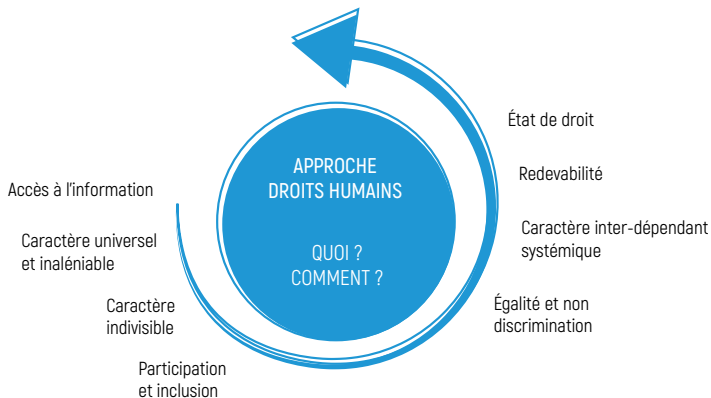 APPROCHE
DROITS HUMAINS
QUOI ?
COMMENT ?
Accès à l'information
Caractère universel
et inaléniable
Caractère
indivisible
Participation
et inclusion
Égalité et non
discrimination
Caractère inter-dépendant
systémique
Redevabilité
État de droit